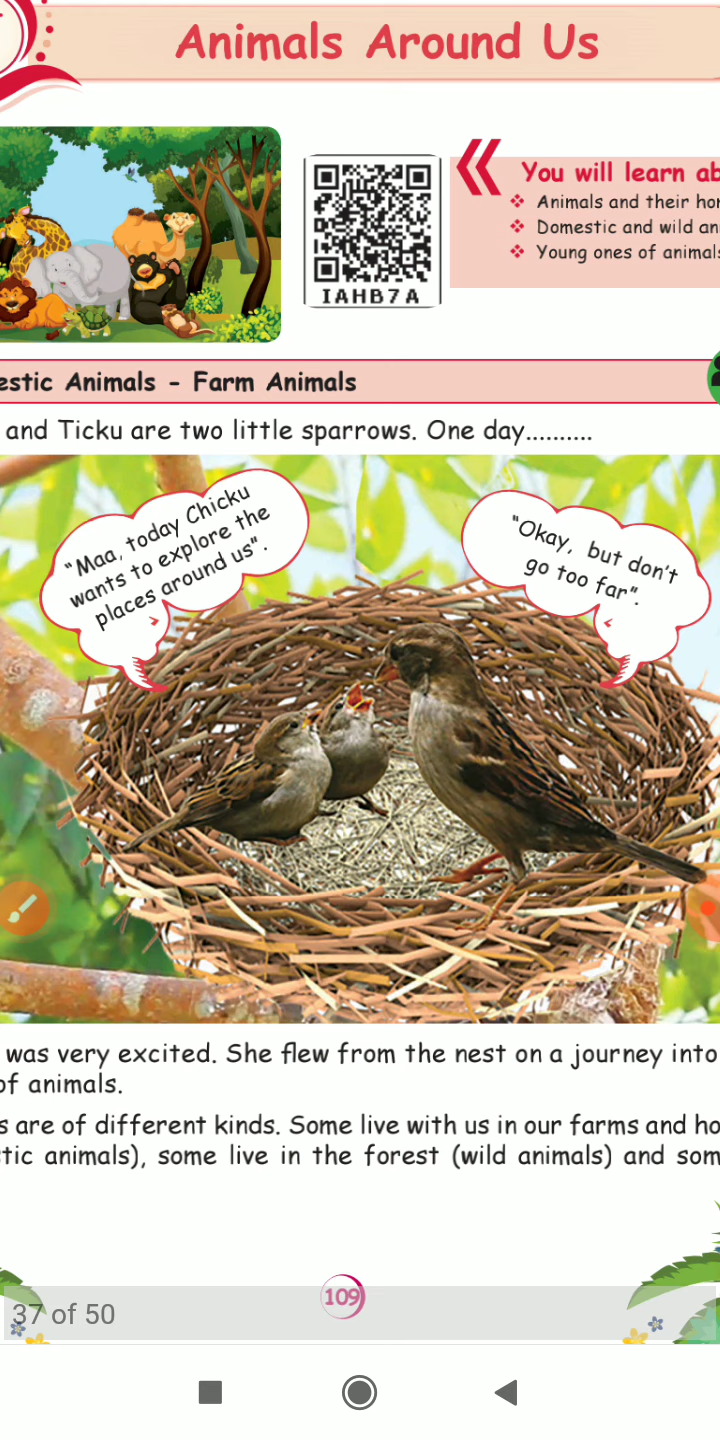 Animals Around Us
You will learn ab
Animals and their ho
Domestic and wild an
Young ones of animals
IAHB7A
estic Animals - Farm Animals
and Ticku are two little sparrows. One day..........
"Maa, today Chicku
wants to explore the
places around us".
"Okay, but don't
go too far".
was very excited. She flew from the nest on a journey into
of animals.
s are of different kinds. Some live with us in our farms and ho
tic animals), some live in the forest (wild animals) and som
109
37 of 50